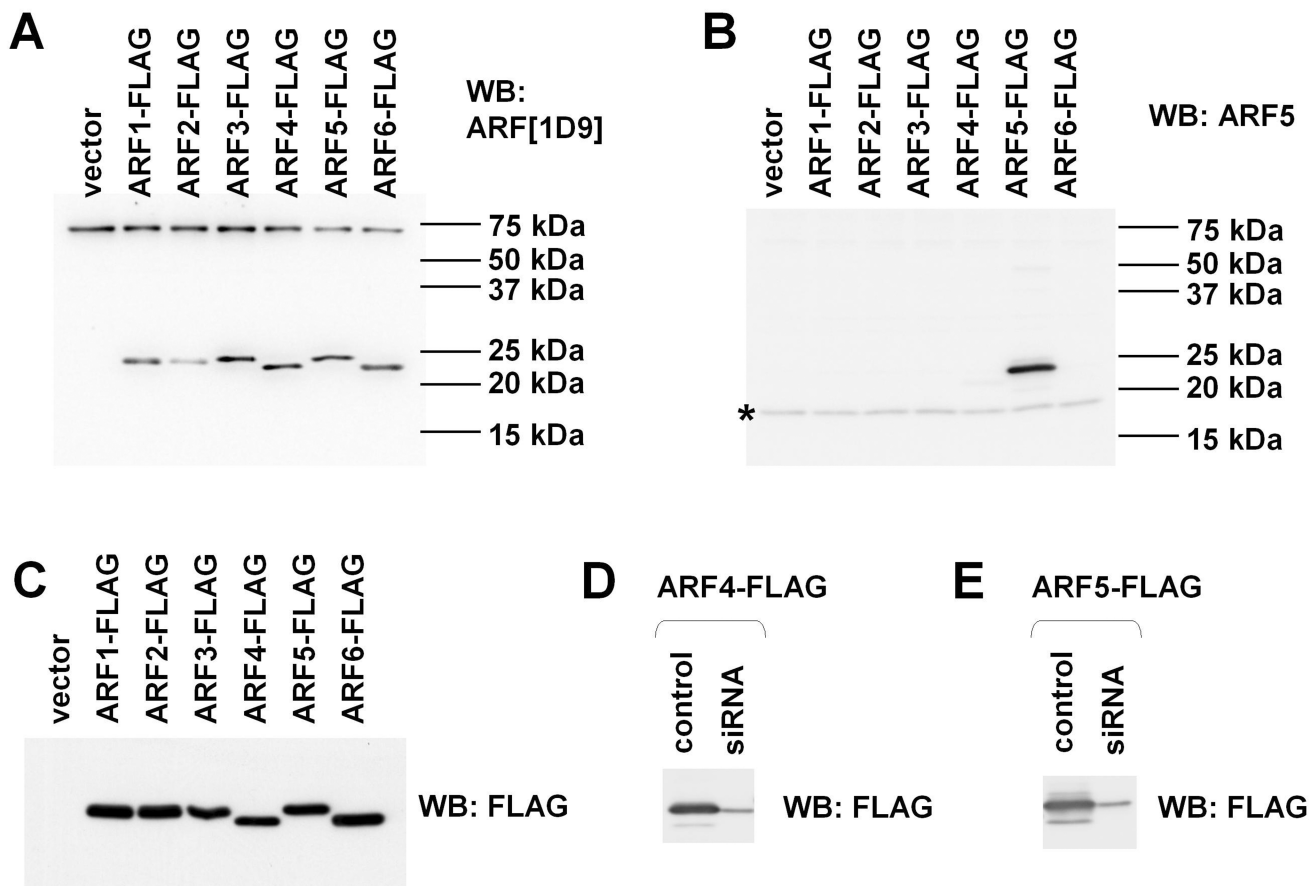 A
vector
ARF1-FLAG
ARF2-FLAG
ARF3-FLAG
ARF4-FLAG
ARF5-FLAG
ARF6-FLAG
WB:
ARF[1D9]
75 kDa
50 kDa
37 kDa
25 kDa
20 kDa
15 kDa
B
vector
ARF1-FLAG
ARF2-FLAG
ARF3-FLAG
ARF4-FLAG
ARF5-FLAG
ARF6-FLAG
WB: ARF5
75 kDa
50 kDa
37 kDa
25 kDa
20 kDa
15 kDa
*
C
vector
ARF1-FLAG
ARF2-FLAG
ARF3-FLAG
ARF4-FLAG
ARF5-FLAG
ARF6-FLAG
WB: FLAG
D
ARF4-FLAG
control
siRNA
WB: FLAG
E
ARF5-FLAG
control
siRNA
WB: FLAG